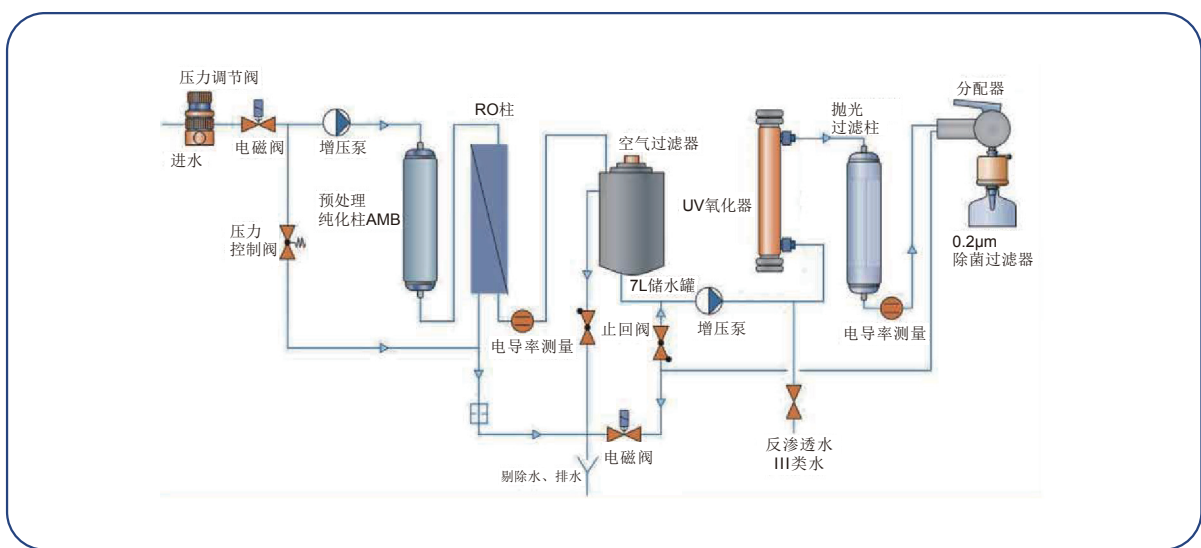 压力调节阀
进水
电磁阀
增压泵
预处理
纯化柱AMB
RO柱
压力
控制阀
电导率测量
空气过滤器
7L储水罐
止回阀
增压泵
UV氧化器
抛光
过滤柱
分配器
0.2μm
除菌过滤器
电导率测量
反渗透水
III类水
电磁阀
剔除水、排水